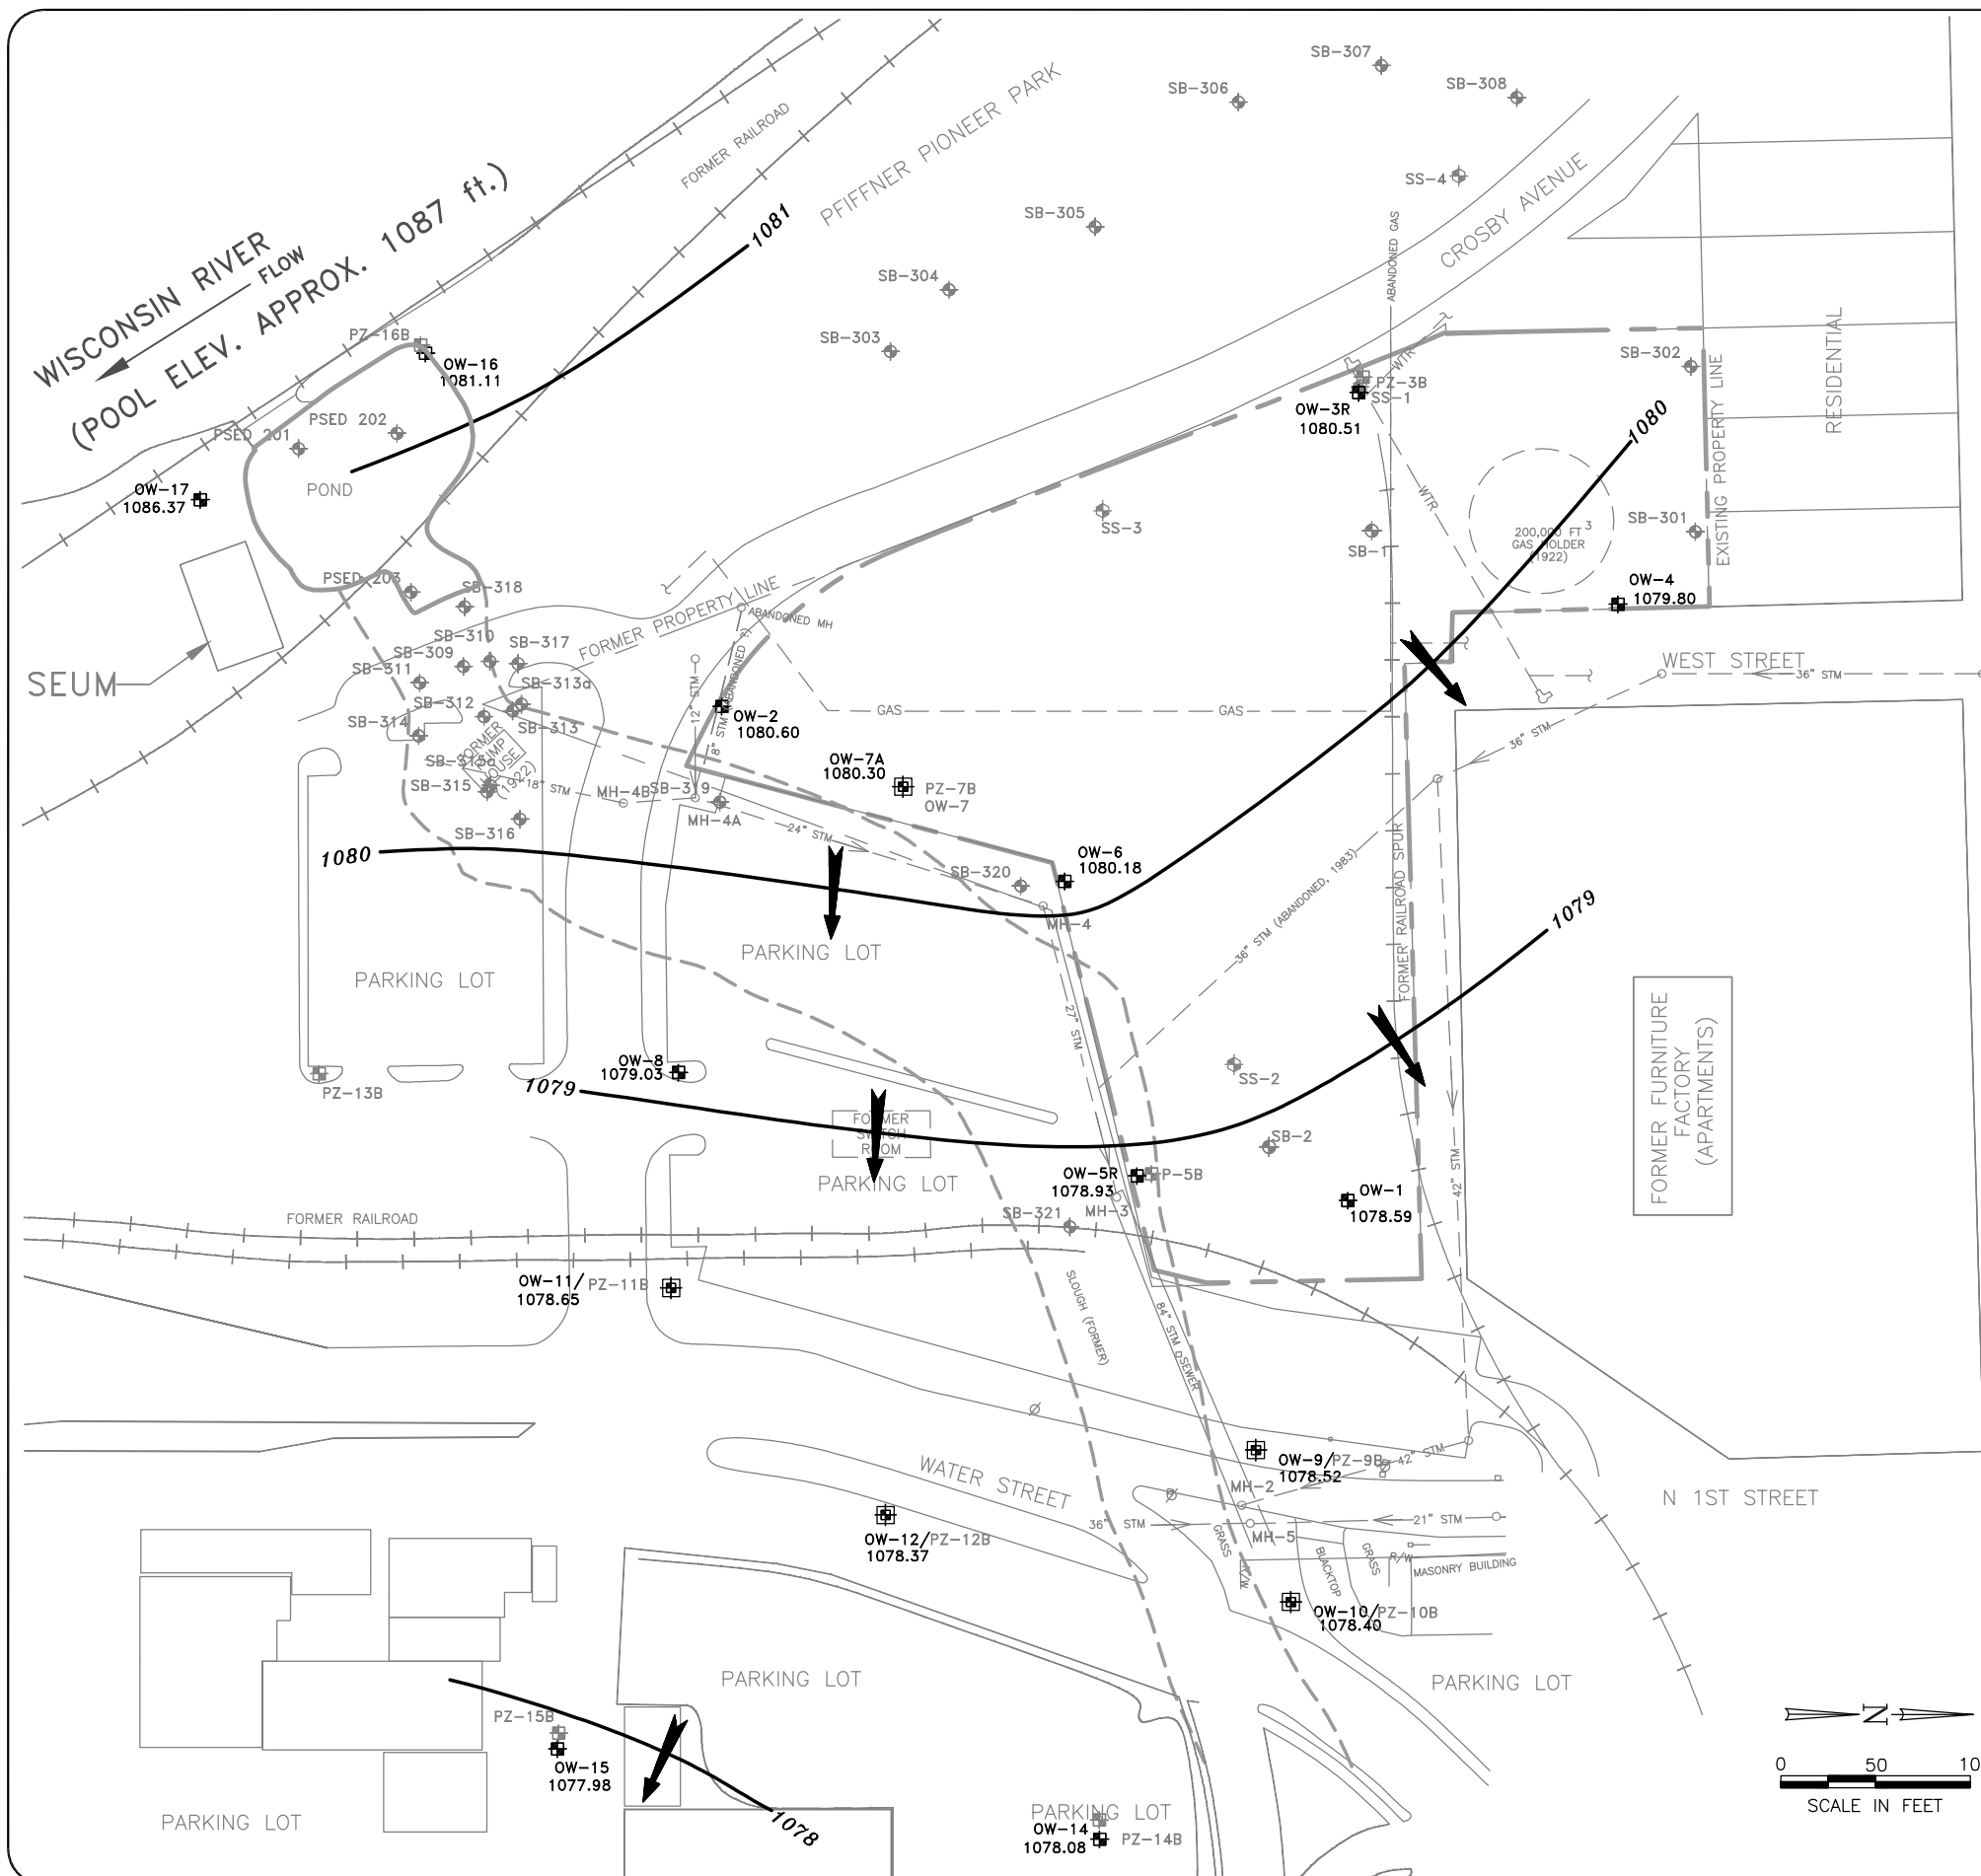 SB-307
SB-306
SB-308
FORMER RAILROAD
PFIFFNER PIONEER PARK
SS-4
CROSBY AVENUE
ABANDONED GAS
WISCONSIN RIVER
FLOW
(POOL ELEV. APPROX. 1087 ft.)
1081
SB-305
SB-304
SB-303
PZ-16B
OW-16
1081.11
PSED 202
PSED 201
POND
OW-17
1086.37
WTR
PZ-3B
SS-1
OW-3R
1080.51
SB-302
RESIDENTIAL
EXISTING PROPERTY LINE
1080
WTR
SS-3
SB-1
200,000 FT3
GAS HOLDER
(1922)
SB-301
OW-4
1079.80
PSED 203
SB-318
FORMER PROPERTY LINE
ABANDONED MH
SB-310
SB-317
SB-309
SB-311
SEUM
SB-312
SB-313a
SB-313
SB-314
FORMER
PUMP
HOUSE
(1922)
SB-315a
SB-315
SB-316
12" STM
8" STM (ABANDONED ?)
OW-2
1080.60
GAS
GAS
WEST STREET
36" STM
36" STM
OW-7A
1080.30
PZ-7B
OW-7
18" STM
MH-4B
SB-319
MH-4A
24" STM
1080
OW-6
1080.18
SB-320
MH-4
PARKING LOT
PARKING LOT
36" STM (ABANDONED, 1983)
FORMER RAILROAD SPUR
1079
27" STM
FORMER FURNITURE
FACTORY
(APARTMENTS)
OW-8
1079.03
PZ-13B
1079
FORMER
SWITCH
ROOM
PARKING LOT
SS-2
SB-2
42" STM
OW-5R
1078.93
P-5B
MH-3
SB-321
OW-1
1078.59
FORMER RAILROAD
OW-11/PZ-11B
1078.65
SLOUGH (FORMER)
84" STM SEWER
WATER STREET
OW-9/PZ-9B
1078.52
42" STM
MH-2
N 1ST STREET
36" STM
21" STM
MH-5
OW-12/PZ-12B
1078.37
GRASS
R/W
BLACKTOP
GRASS
R/W
MASONRY BUILDING
OW-10/PZ-10B
1078.40
PARKING LOT
PARKING LOT
PZ-15B
OW-15
1077.98
1078
PARKING LOT
PARKING LOT
OW-14
1078.08
PZ-14B
N
0 50 10
SCALE IN FEET